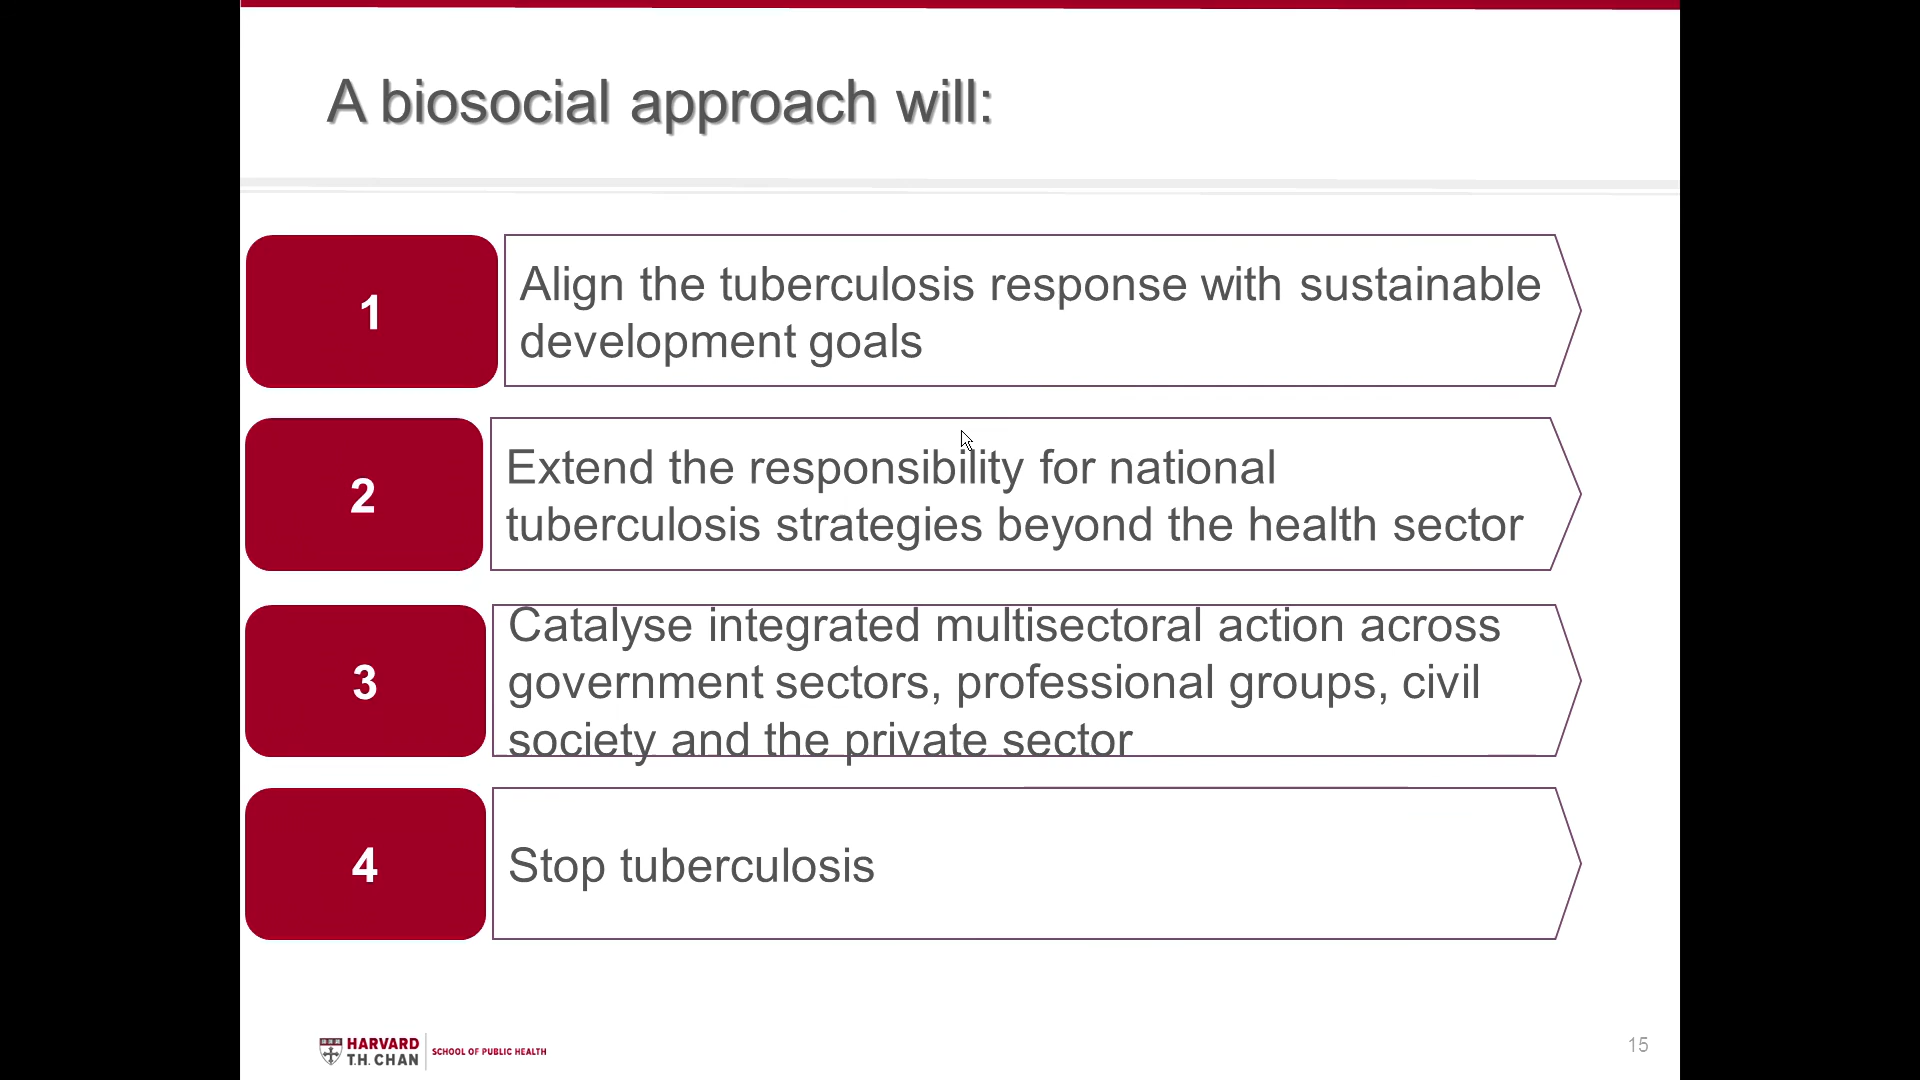 A biosocial approach will:
1
Align the tuberculosis response with sustainable
development goals
2
Extend the responsibility for national
tuberculosis strategies beyond the health sector
3
Catalyse integrated multisectoral action across
government sectors, professional groups, civil
society and the private sector
4
Stop tuberculosis
HARVARD
T.H. CHAN
SCHOOL OF PUBLIC HEALTH
15